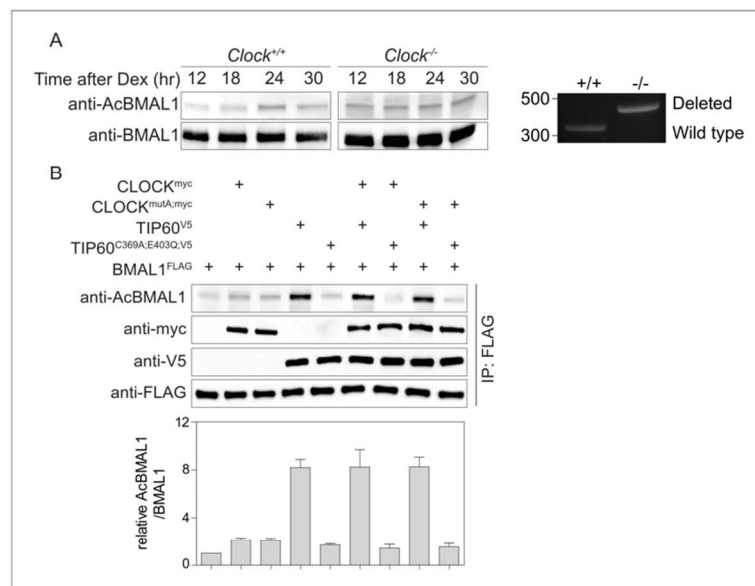 A
Clock+/+ Clock-/-
Time after Dex (hr) 12 18 24 30 12 18 24 30
anti-AcBMAL1
anti-BMAL1
+/+ -/-
500 Deleted
300 Wild type
B
CLOCKmyc + + +
CLOCKmutA;myc + + +
TIP60V5 + + +
TIP60C369A;E403Q;V5 + + +
BMAL1FLAG + + + + + + + + +
anti-AcBMAL1
anti-myc
anti-V5
anti-FLAG
IP: FLAG
relative AcBMAL1
/BMAL1
12
8
4
0